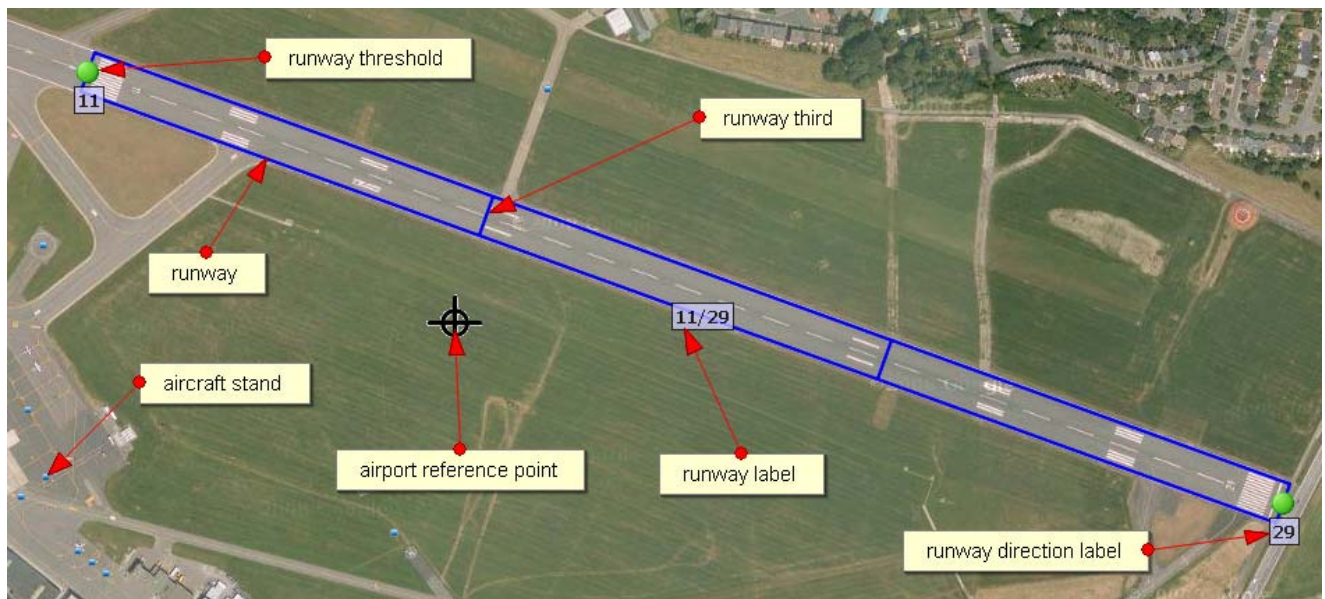 runway threshold
11
runway third
runway
11/29
aircraft stand
airport reference point
runway label
29
runway direction label